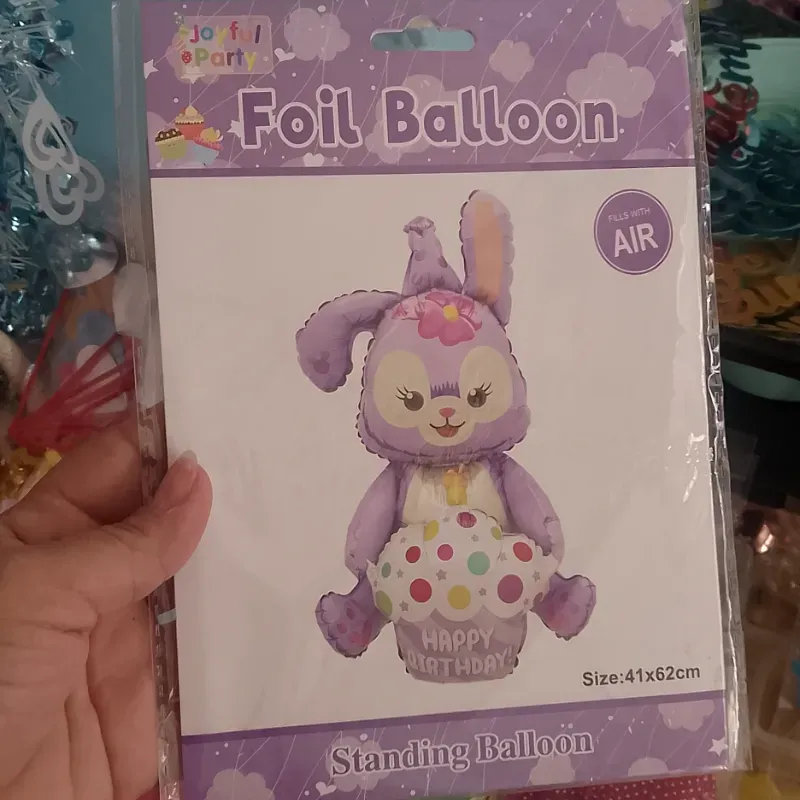 Joyful
Party
Foil Balloon
FILLS WITH
AIR
HAPPY
BIRTHDAY!
Size:41x62cm
Standing Balloon